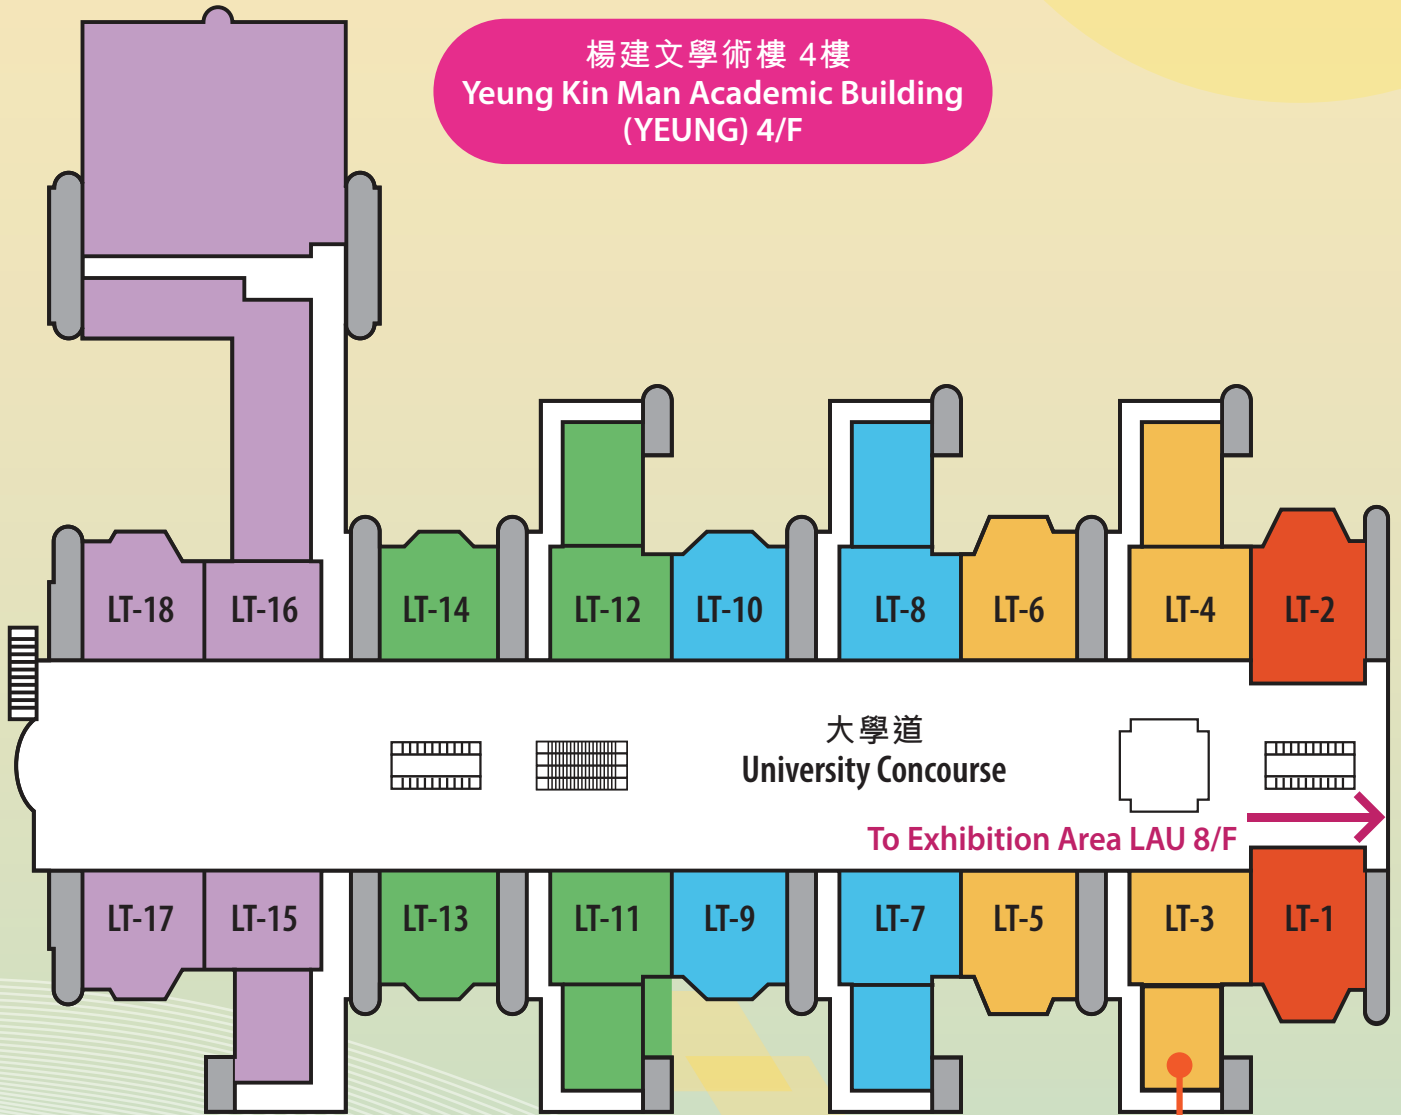 楊建文學術樓 4樓
Yeung Kin Man Academic Building
(YEUNG) 4/F
LT-18
LT-16
LT-14
LT-12
LT-10
LT-8
LT-6
LT-4
LT-2
大學道
University Concourse
To Exhibition Area LAU 8/F
LT-17
LT-15
LT-13
LT-11
LT-9
LT-7
LT-5
LT-3
LT-1